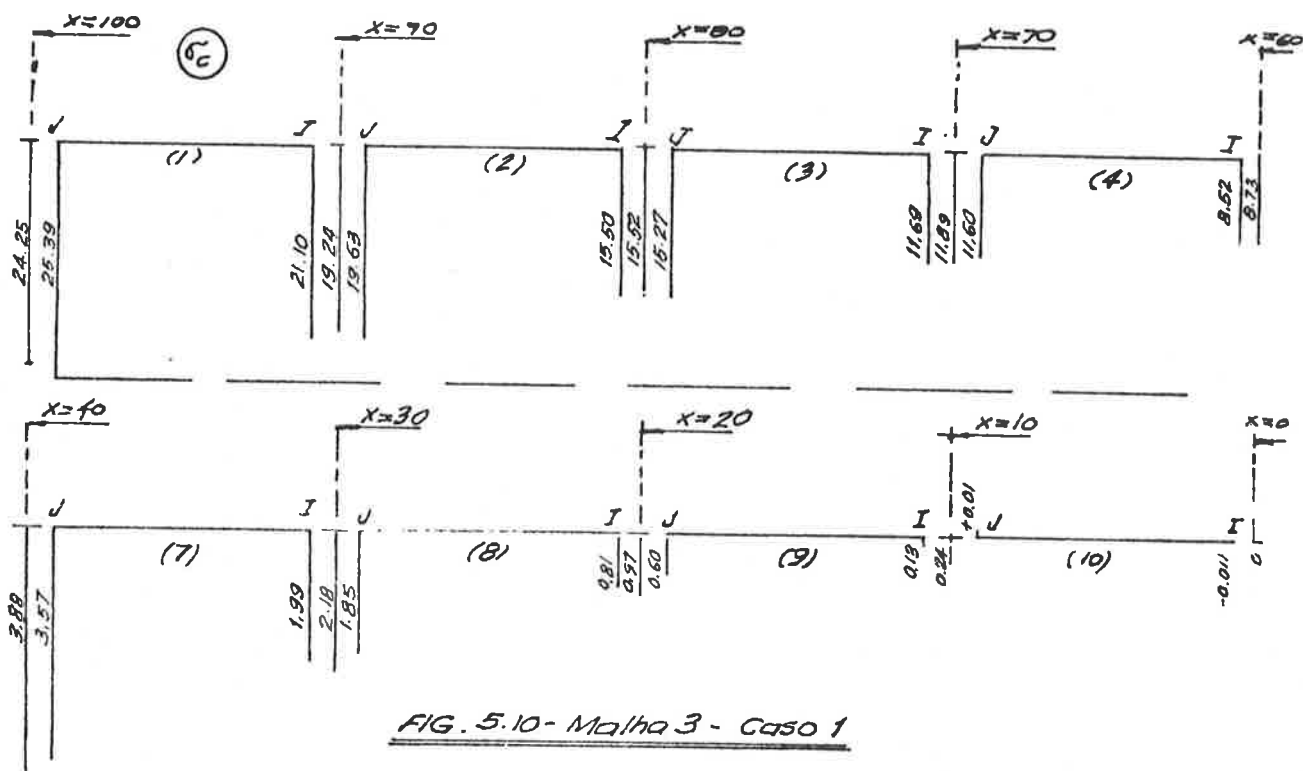 X=100
X=90
X=80
X=70
X=60
σc
J
I
J
I
J
I
J
I
(1)
(2)
(3)
(4)
24.25
25.39
21.10
19.24
19.63
15.50
15.52
15.27
11.69
11.89
11.60
8.52
8.73
X=40
X=30
X=20
X=10
X=0
J
I
J
I
J
I
+0.01
J
I
(7)
(8)
(9)
(10)
3.88
3.57
1.99
2.18
1.85
0.81
0.97
0.60
0.13
0.24
-0.011
0
FIG. 5.10 - Malha 3 - Caso 1